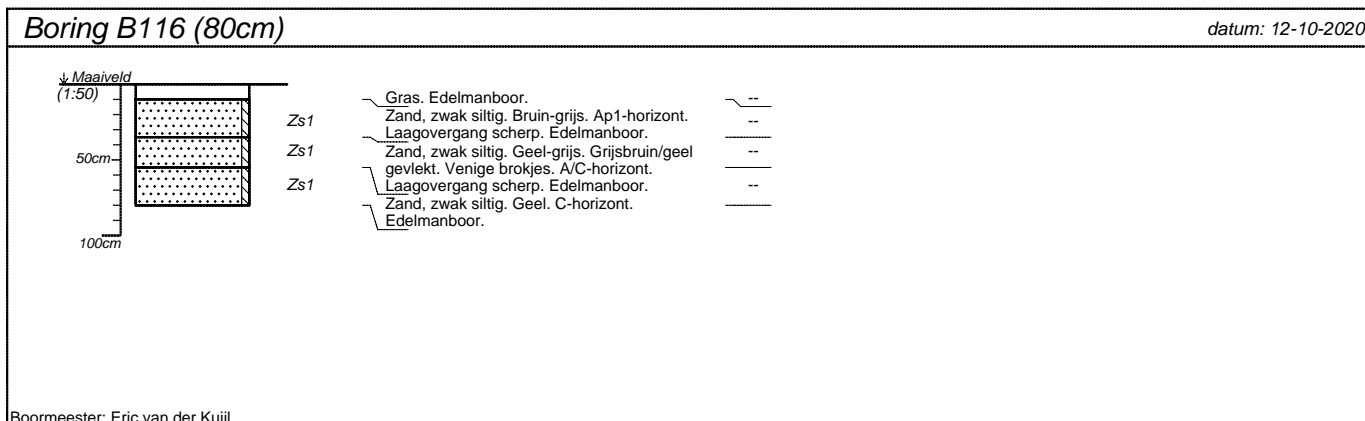 Boring B116 (80cm)
datum: 12-10-2020
Maaiveld
(1:50)
50cm
100cm
Zs1
Zs1
Zs1
Gras. Edelmanboor.
Zand, zwak siltig. Bruin-grijs. Ap1-horizont.
Laagovergang scherp. Edelmanboor.
Zand, zwak siltig. Geel-grijs. Grijsbruin/geel
gevlekt. Venige brokjes. A/C-horizont.
Laagovergang scherp. Edelmanboor.
Zand, zwak siltig. Geel. C-horizont.
Edelmanboor.
--
--
--
--
Boormeester: Eric van der Kuijl